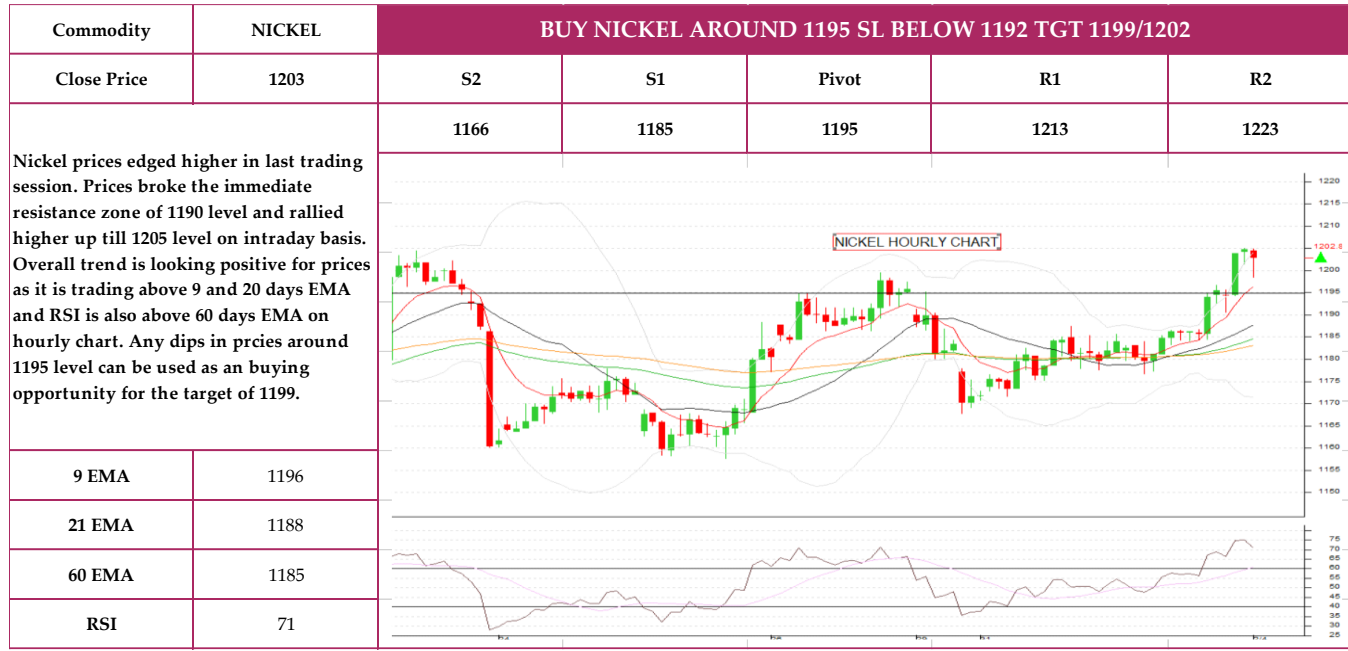 Commodity NICKEL BUY NICKEL AROUND 1195 SL BELOW 1192 TGT 1199/1202
Close Price 1203 S2 S1 Pivot R1 R2
1166 1185 1195 1213 1223
Nickel prices edged higher in last trading
session. Prices broke the immediate
resistance zone of 1190 level and rallied
higher up till 1205 level on intraday basis.
Overall trend is looking positive for prices
as it is trading above 9 and 20 days EMA
and RSI is also above 60 days EMA on
hourly chart. Any dips in prcies around
1195 level can be used as an buying
opportunity for the target of 1199.
9 EMA 1196
21 EMA 1188
60 EMA 1185
RSI 71
NICKEL HOURLY CHART
1220
1215
1210
1202.8
1200
1195
1190
1185
1180
1175
1170
1165
1160
1155
1150
75
70
65
60
55
50
45
40
35
30
25